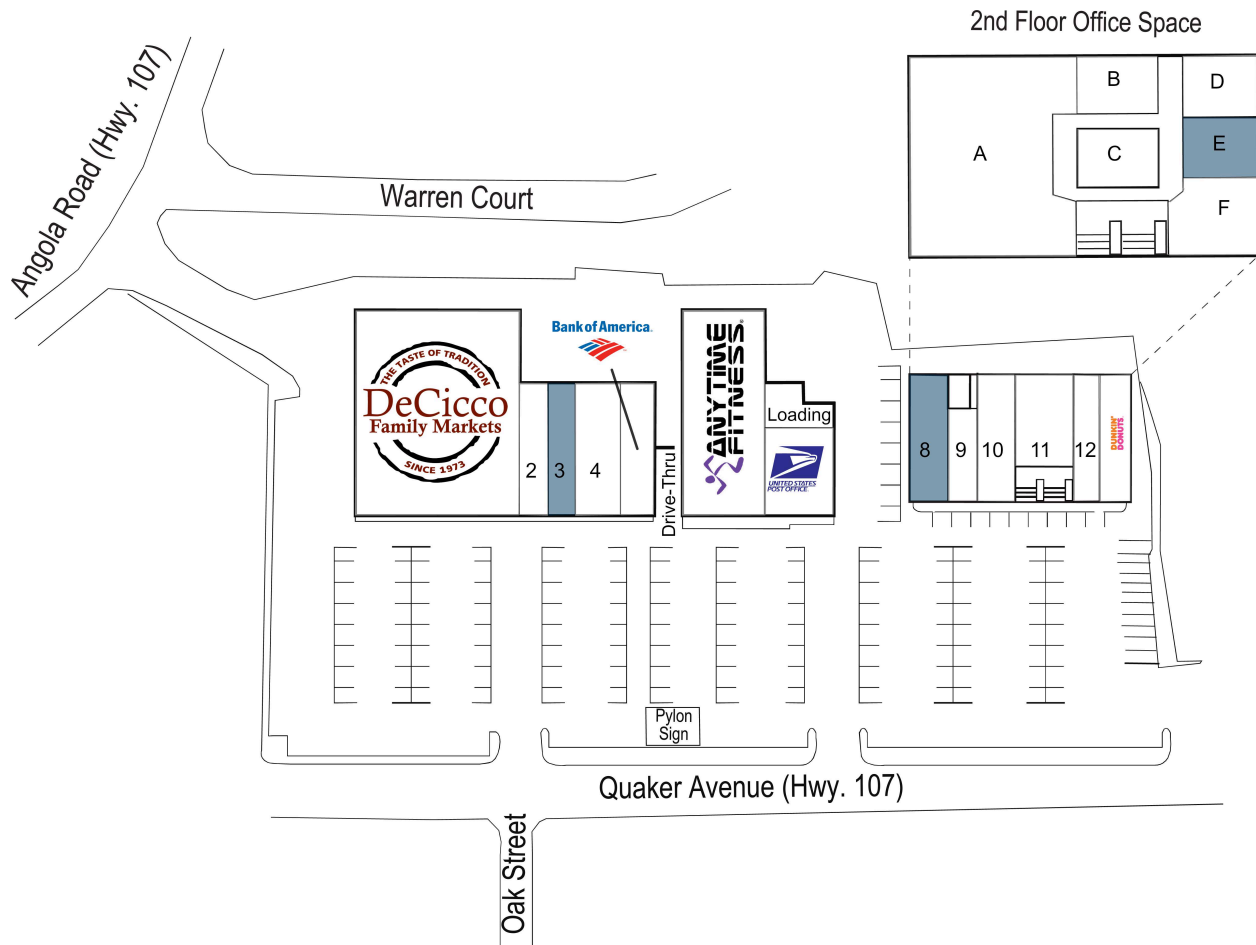 2nd Floor Office Space
B
D
A
C
E
F
Angola Road (Hwy. 107)
Warren Court
THE TASTE OF TRADITION
DeCicco
Family Markets
SINCE 1973
Bank of America
2
3
4
Drive-Thru
ANYTIME
FITNESS®
Loading
UNITED STATES
POST OFFICE
8
9
10
11
12
DUNKIN'
DONUTS
Pylon
Sign
Quaker Avenue (Hwy. 107)
Oak Street